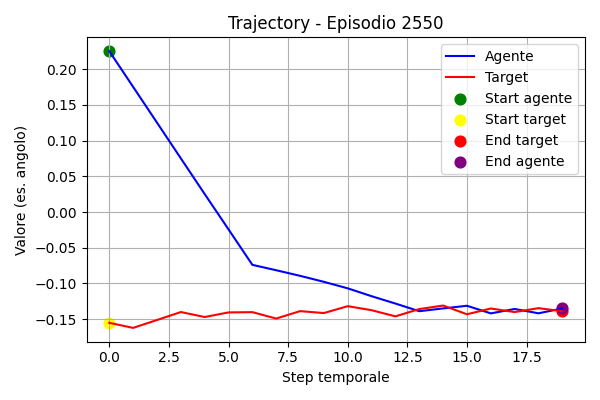 Trajectory - Episodio 2550
Valore (es. angolo)
0.20
0.15
0.10
0.05
0.00
−0.05
−0.10
−0.15
0.0 2.5 5.0 7.5 10.0 12.5 15.0 17.5
Step temporale
Agente
Target
Start agente
Start target
End target
End agente